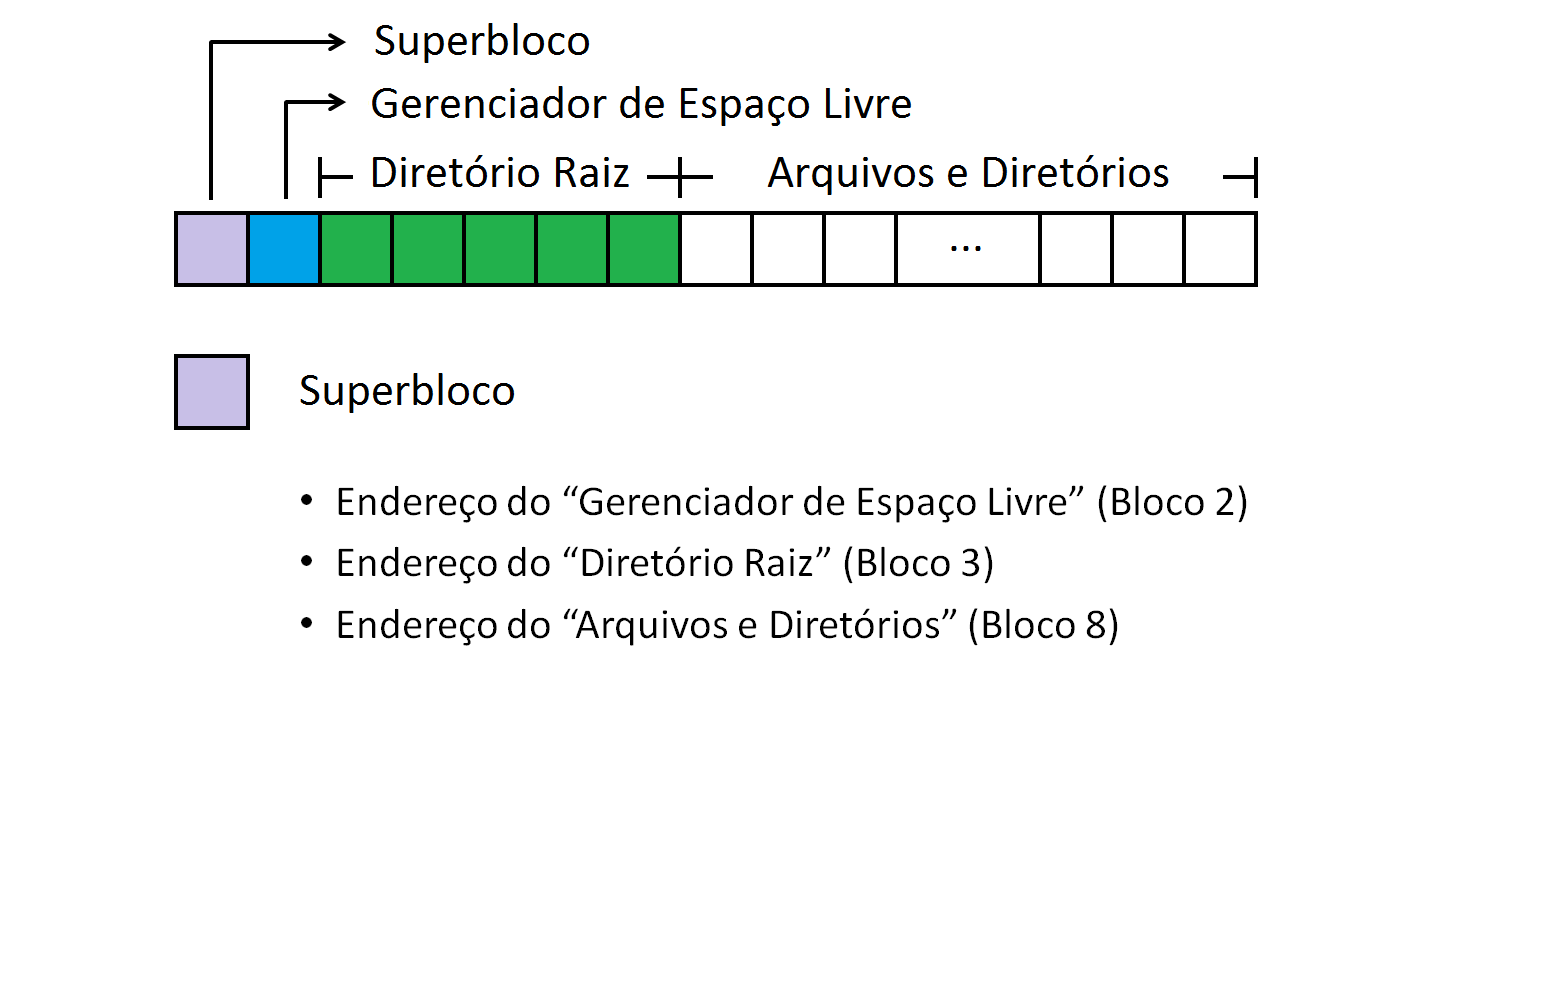 Superbloco
Gerenciador de Espaço Livre
Diretório Raiz
Arquivos e Diretórios
...
Superbloco
• Endereço do “Gerenciador de Espaço Livre” (Bloco 2)
• Endereço do “Diretório Raiz” (Bloco 3)
• Endereço do “Arquivos e Diretórios” (Bloco 8)